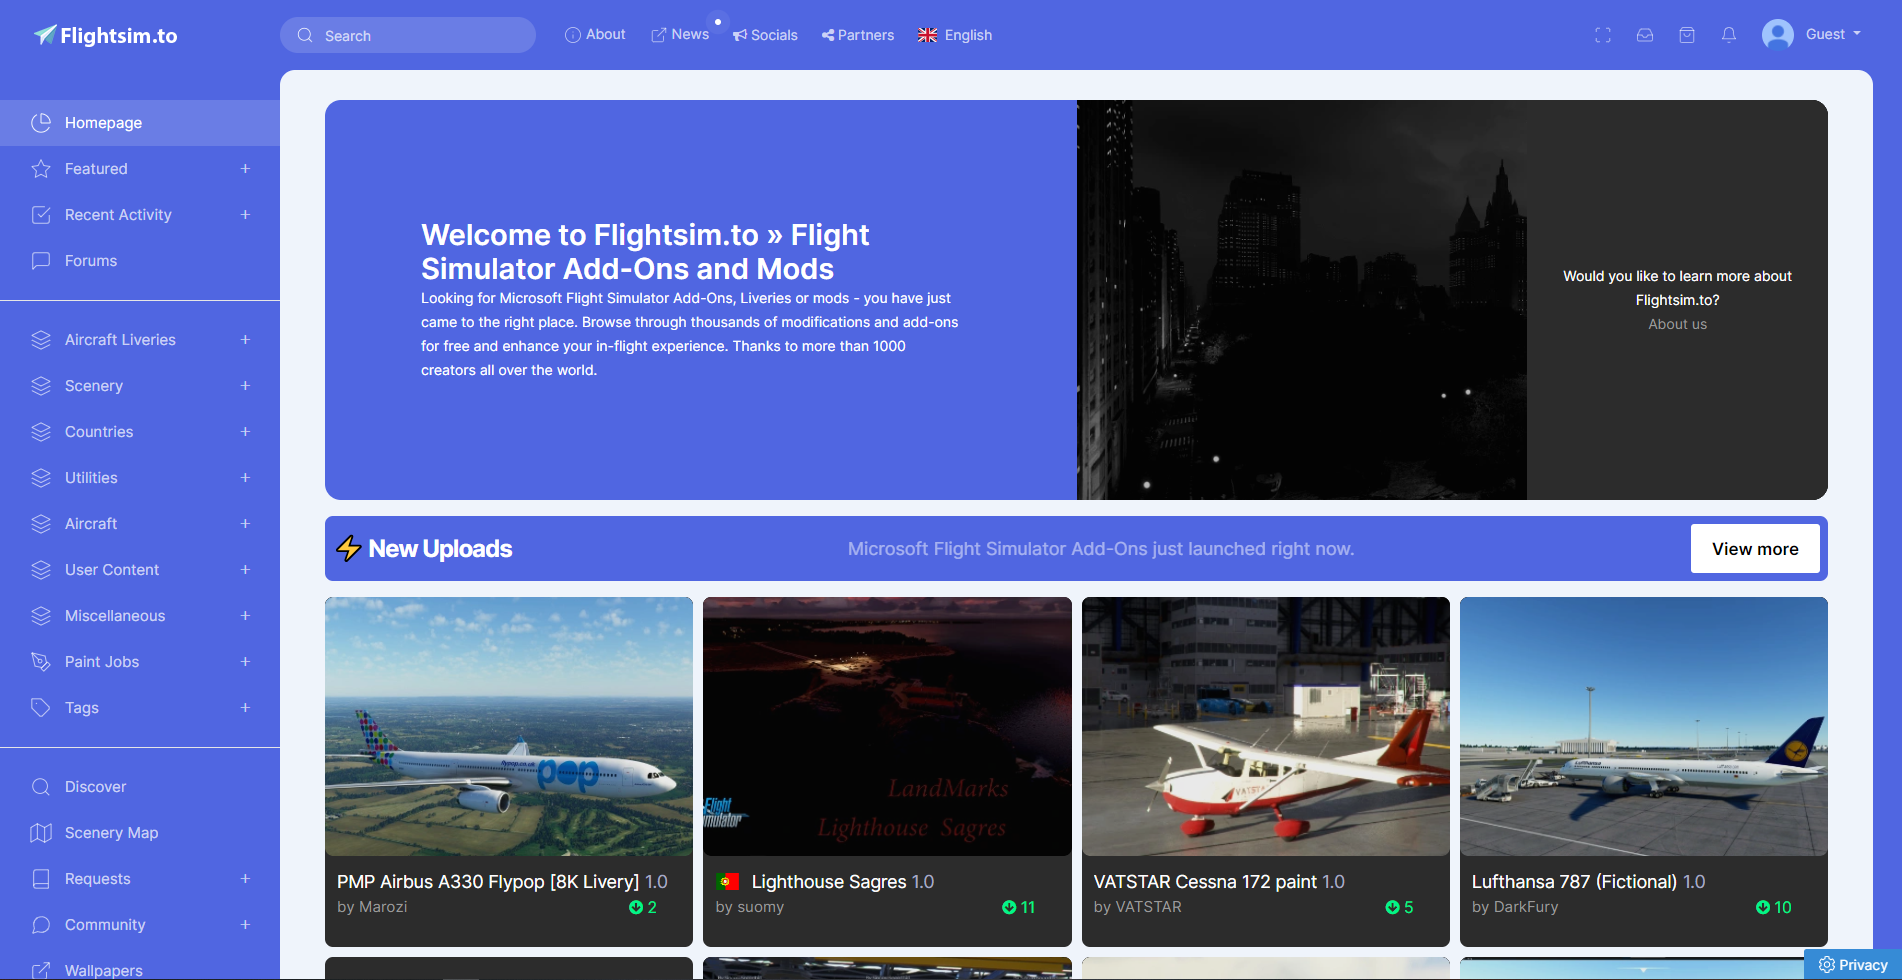 Flightsim.to
Search
About
News
Socials
Partners
English
Guest
Homepage
Featured
Recent Activity
Forums
Aircraft Liveries
Scenery
Countries
Utilities
Aircraft
User Content
Miscellaneous
Paint Jobs
Tags
Discover
Scenery Map
Requests
Community
Wallpapers
Welcome to Flightsim.to » Flight
Simulator Add-Ons and Mods
Looking for Microsoft Flight Simulator Add-Ons, Liveries or mods - you have just
came to the right place. Browse through thousands of modifications and add-ons
for free and enhance your in-flight experience. Thanks to more than 1000
creators all over the world.
Would you like to learn more about
Flightsim.to?
About us
New Uploads
Microsoft Flight Simulator Add-Ons just launched right now.
View more
flypop.co.uk
pop
PMP Airbus A330 Flypop [8K Livery] 1.0
by Marozi
2
LandMarks
Lighthouse Sagres
Flight
Lighthouse Sagres 1.0
by suomy
11
VATSTAR Cessna 172 paint 1.0
by VATSTAR
5
Lufthansa
Lufthansa 787 (Fictional) 1.0
by DarkFury
10
Privacy